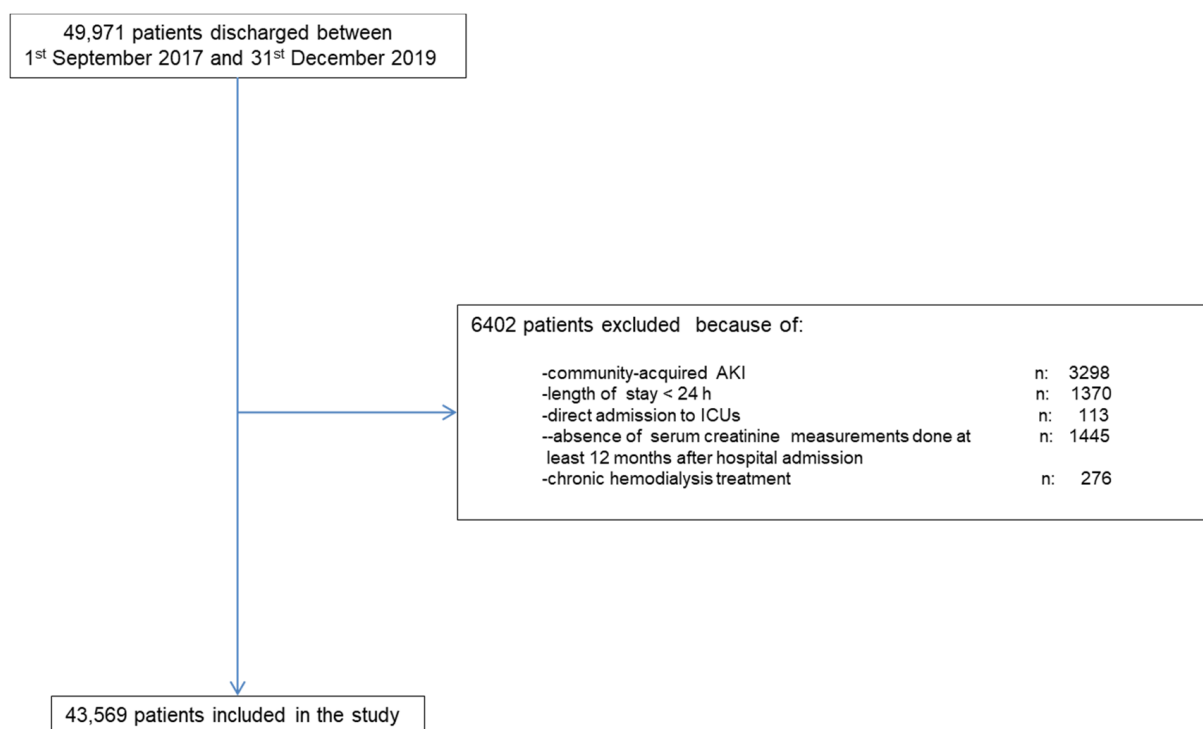 49,971 patients discharged between
1st September 2017 and 31st December 2019
6402 patients excluded because of:
-community-acquired AKI n: 3298
-length of stay < 24 h n: 1370
-direct admission to ICUs n: 113
--absence of serum creatinine measurements done at n: 1445
least 12 months after hospital admission
-chronic hemodialysis treatment n: 276
43,569 patients included in the study